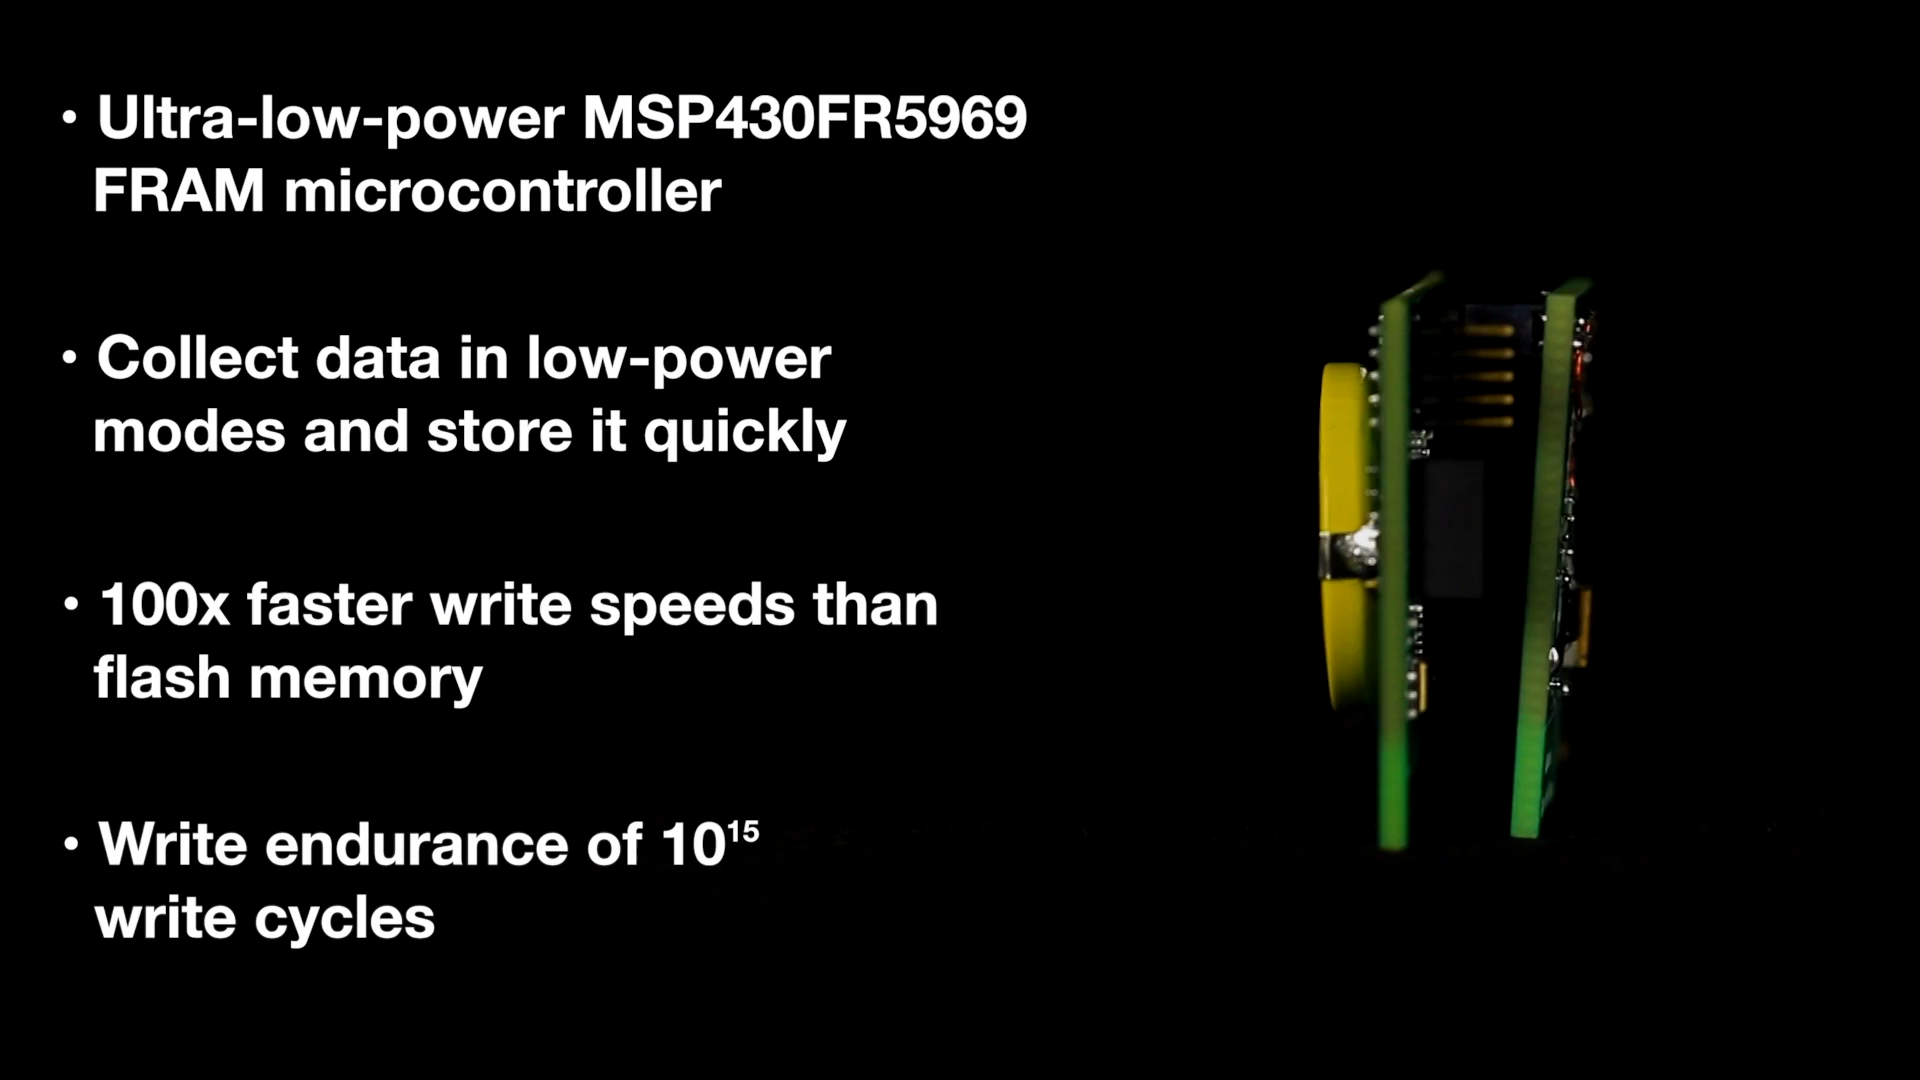 • Ultra-low-power MSP430FR5969
FRAM microcontroller
• Collect data in low-power
modes and store it quickly
• 100x faster write speeds than
flash memory
• Write endurance of 10¹⁵
write cycles